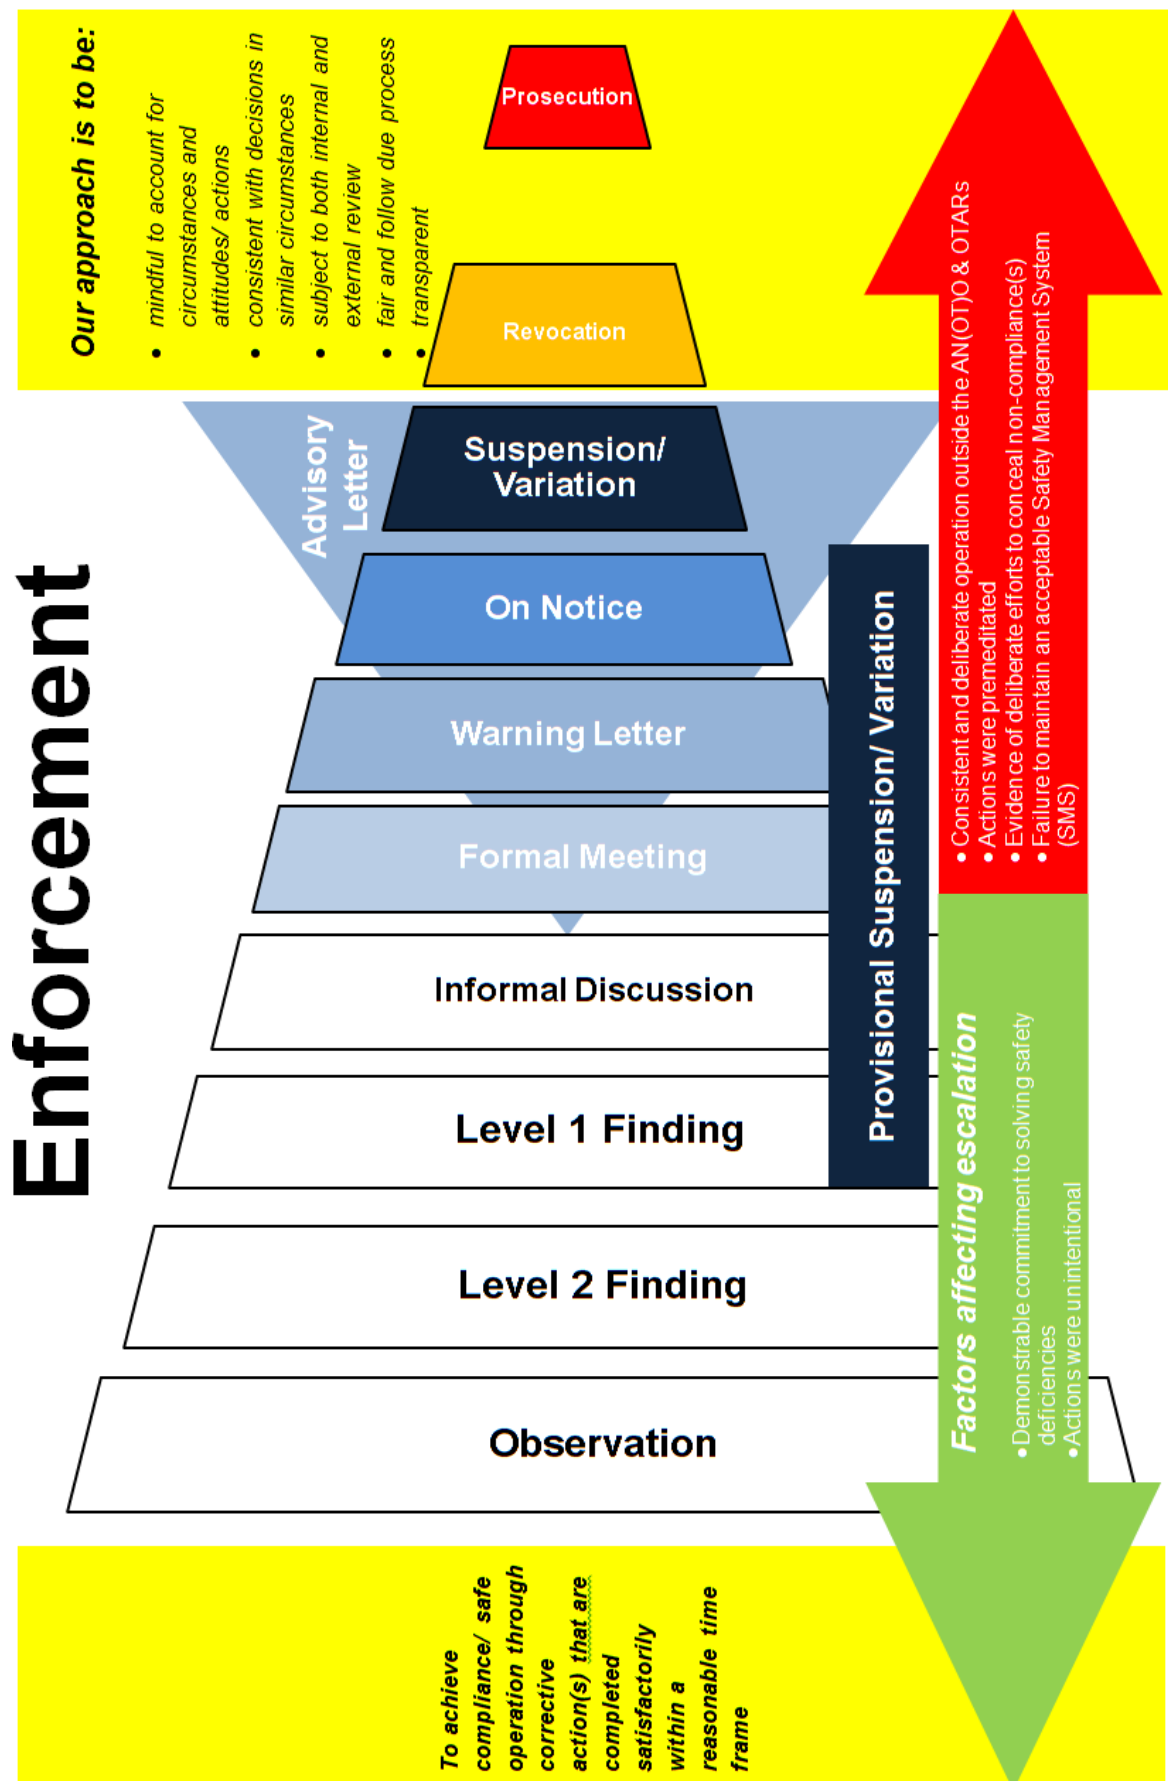 Enforcement
Our approach is to be:
• mindful to account for
circumstances and
attitudes/ actions
• consistent with decisions in
similar circumstances
• subject to both internal and
external review
• fair and follow due process
• transparent
Prosecution
Revocation
Advisory
Letter
Suspension/
Variation
On Notice
Warning Letter
Formal Meeting
Informal Discussion
Level 1 Finding
Level 2 Finding
Observation
Provisional Suspension/ Variation
• Consistent and deliberate operation outside the AN(OT)O & OTARs
• Actions were premeditated
• Evidence of deliberate efforts to conceal non-compliance(s)
• Failure to maintain an acceptable Safety Management System
(SMS)
Factors affecting escalation
• Demonstrable commitment to solving safety
deficiencies
• Actions were unintentional
To achieve
compliance/ safe
operation through
corrective
action(s) that are
completed
satisfactorily
within a
reasonable time
frame